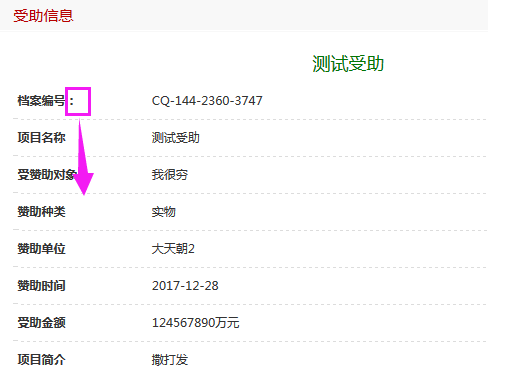 受助信息
测试受助
档案编号： CQ-144-2360-3747
项目名称 测试受助
受赞助对象 我很穷
赞助种类 实物
赞助单位 大天朝2
赞助时间 2017-12-28
受助金额 124567890万元
项目简介 撒打发